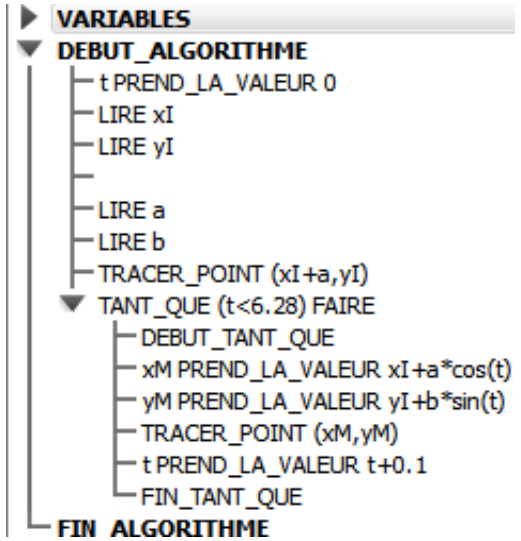 VARIABLES
DEBUT_ALGORITHME
t PREND_LA_VALEUR 0
LIRE xI
LIRE yI
LIRE a
LIRE b
TRACER_POINT (xI+a,yI)
TANT_QUE (t<6.28) FAIRE
DEBUT_TANT_QUE
xM PREND_LA_VALEUR xI+a*cos(t)
yM PREND_LA_VALEUR yI+b*sin(t)
TRACER_POINT (xM,yM)
t PREND_LA_VALEUR t+0.1
FIN_TANT_QUE
FIN_ALGORITHME